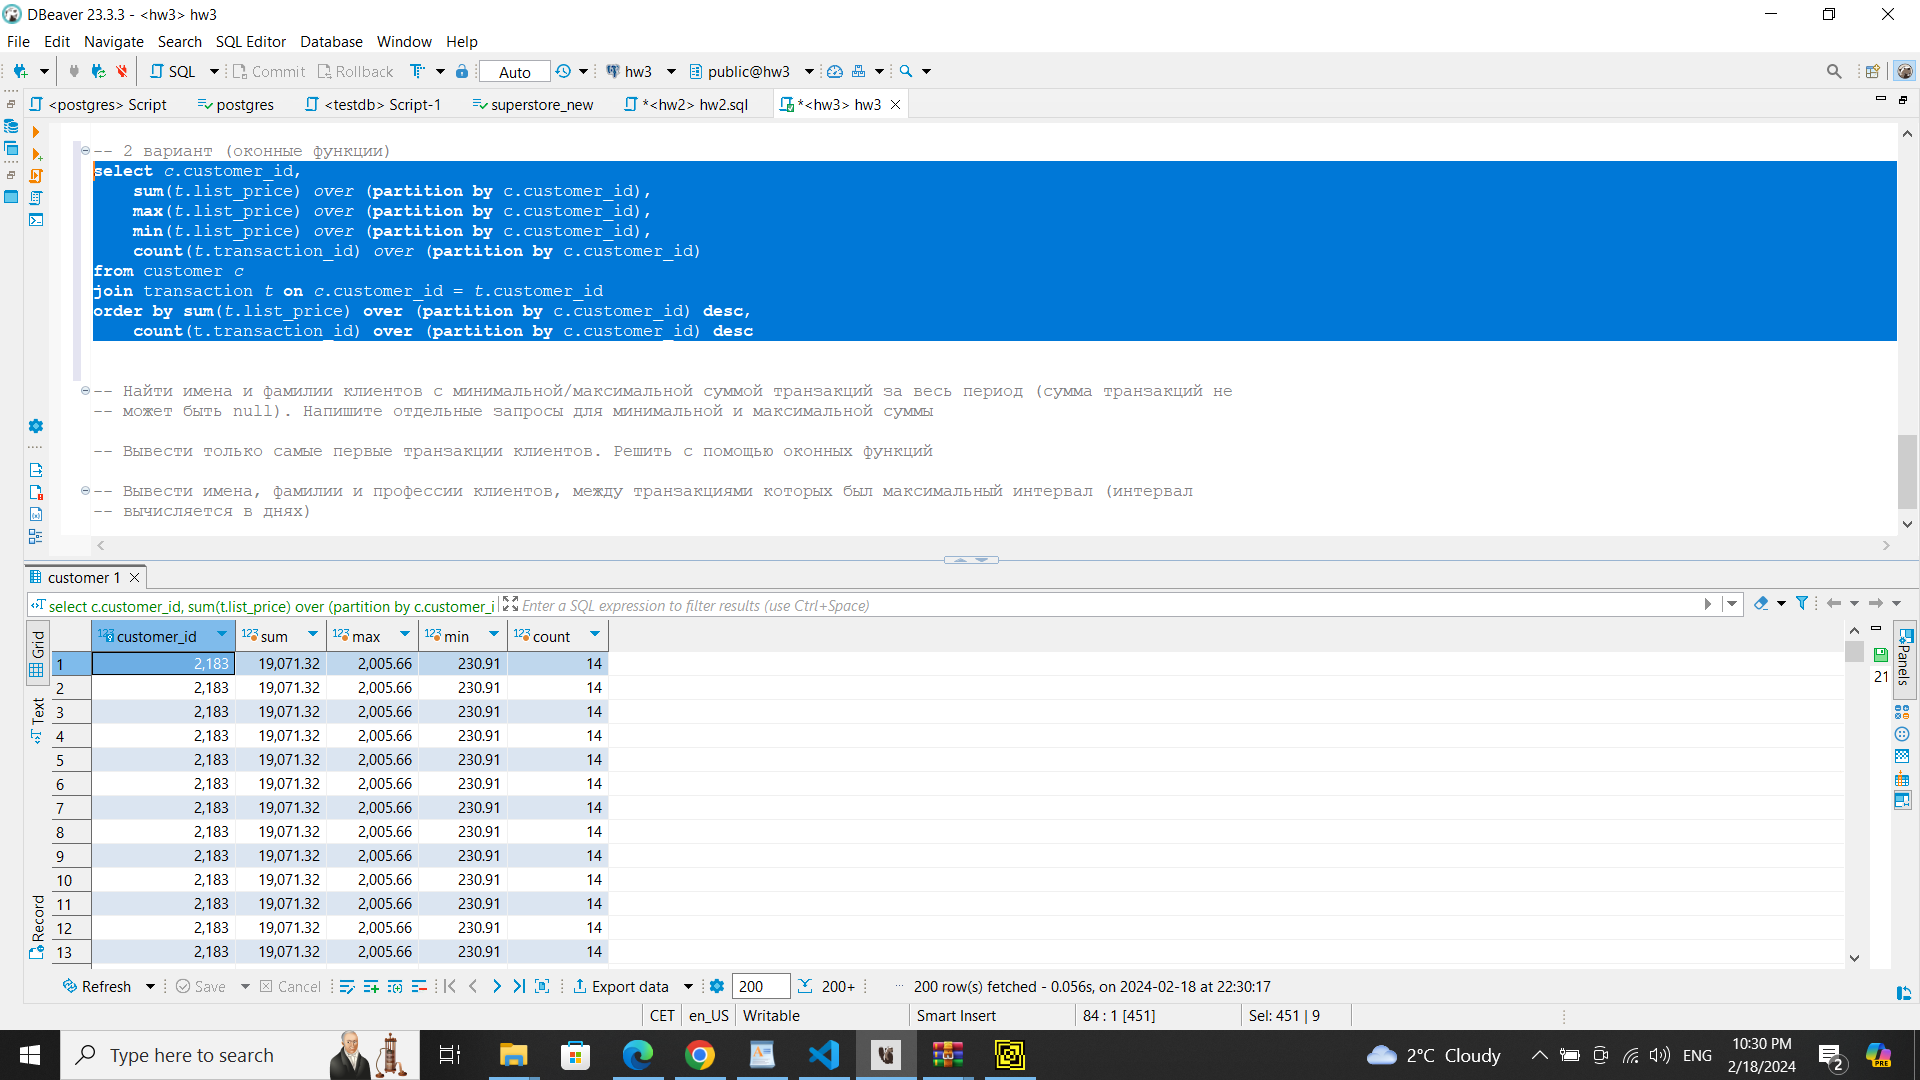 DBeaver 23.3.3 - <hw3> hw3
File Edit Navigate Search SQL Editor Database Window Help
SQL Commit Rollback Auto hw3 public@hw3
<postgres> Script postgres <testdb> Script-1 superstore_new *<hw2> hw2.sql *<hw3> hw3
-- 2 вариант (оконные функции)
select c.customer_id,
sum(t.list_price) over (partition by c.customer_id),
max(t.list_price) over (partition by c.customer_id),
min(t.list_price) over (partition by c.customer_id),
count(t.transaction_id) over (partition by c.customer_id)
from customer c
join transaction t on c.customer_id = t.customer_id
order by sum(t.list_price) over (partition by c.customer_id) desc,
count(t.transaction_id) over (partition by c.customer_id) desc
-- Найти имена и фамилии клиентов с минимальной/максимальной суммой транзакций за весь период (сумма транзакций не
-- может быть null). Напишите отдельные запросы для минимальной и максимальной суммы
-- Вывести только самые первые транзакции клиентов. Решить с помощью оконных функций
-- Вывести имена, фамилии и профессии клиентов, между транзакциями которых был максимальный интервал (интервал
-- вычисляется в днях)
customer 1
select c.customer_id, sum(t.list_price) over (partition by c.customer_i Enter a SQL expression to filter results (use Ctrl+Space)
Grid
Text
Record
Panels
21
123 customer_id 123 sum 123 max 123 min 123 count
1 2,183 19,071.32 2,005.66 230.91 14
2 2,183 19,071.32 2,005.66 230.91 14
3 2,183 19,071.32 2,005.66 230.91 14
4 2,183 19,071.32 2,005.66 230.91 14
5 2,183 19,071.32 2,005.66 230.91 14
6 2,183 19,071.32 2,005.66 230.91 14
7 2,183 19,071.32 2,005.66 230.91 14
8 2,183 19,071.32 2,005.66 230.91 14
9 2,183 19,071.32 2,005.66 230.91 14
10 2,183 19,071.32 2,005.66 230.91 14
11 2,183 19,071.32 2,005.66 230.91 14
12 2,183 19,071.32 2,005.66 230.91 14
13 2,183 19,071.32 2,005.66 230.91 14
Refresh Save Cancel Export data 200 200+ 200 row(s) fetched - 0.056s, on 2024-02-18 at 22:30:17
CET en_US Writable Smart Insert 84 : 1 [451] Sel: 451 | 9
Type here to search 2°C Cloudy ENG 10:30 PM 2
2/18/2024 PRE